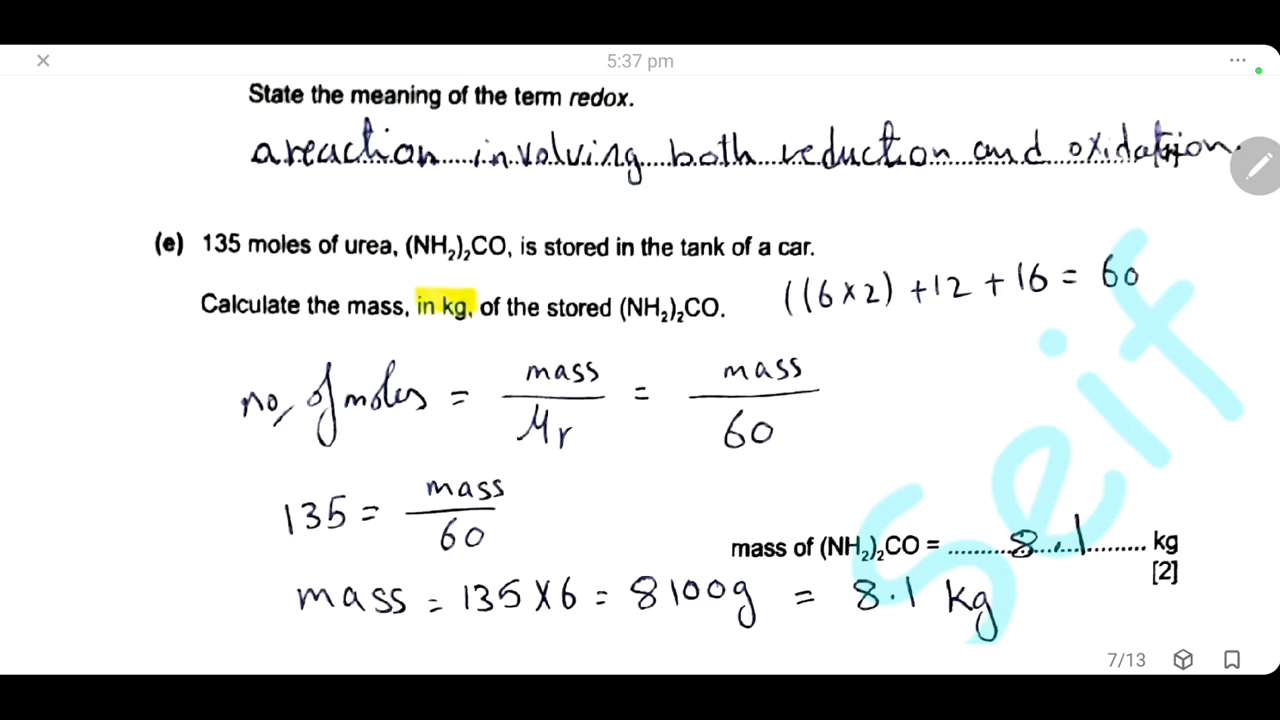 5:37 pm
State the meaning of the term redox.
a reaction involving both reduction and oxidation.
(e) 135 moles of urea, (NH₂)₂CO, is stored in the tank of a car.
((6×2) +12 + 16 = 60
Calculate the mass, in kg, of the stored (NH₂)₂CO.
no, of moles = mass / Mr = mass / 60
135 = mass / 60
mass of (NH₂)₂CO = ..........8.1.......... kg
[2]
mass = 135 X 6 = 8100g = 8.1 kg
Seif
7/13